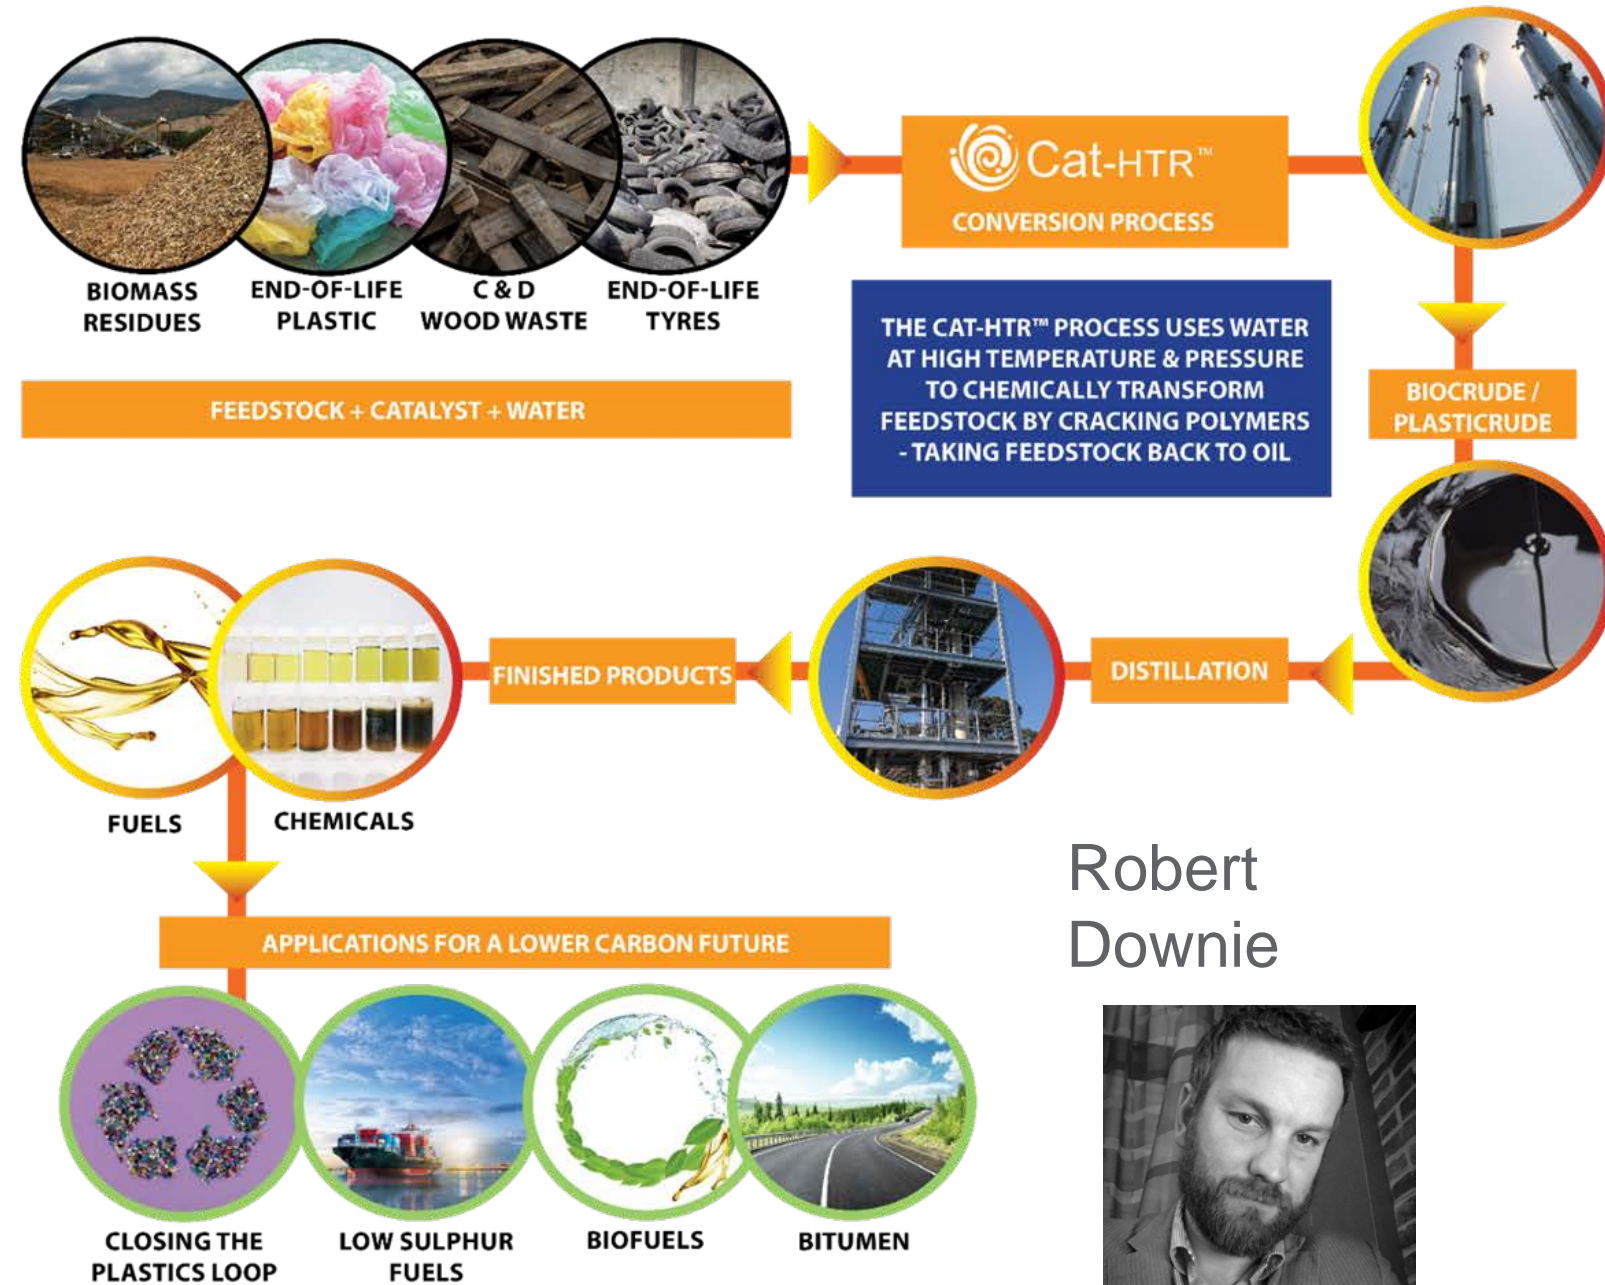 BIOMASS
RESIDUES
END-OF-LIFE
PLASTIC
C & D
WOOD WASTE
END-OF-LIFE
TYRES
FEEDSTOCK + CATALYST + WATER
Cat-HTR™
CONVERSION PROCESS
THE CAT-HTR™ PROCESS USES WATER
AT HIGH TEMPERATURE & PRESSURE
TO CHEMICALLY TRANSFORM
FEEDSTOCK BY CRACKING POLYMERS
- TAKING FEEDSTOCK BACK TO OIL
BIOCRUDE /
PLASTICRUDE
DISTILLATION
FINISHED PRODUCTS
FUELS
CHEMICALS
APPLICATIONS FOR A LOWER CARBON FUTURE
CLOSING THE
PLASTICS LOOP
LOW SULPHUR
FUELS
BIOFUELS
BITUMEN
Robert
Downie